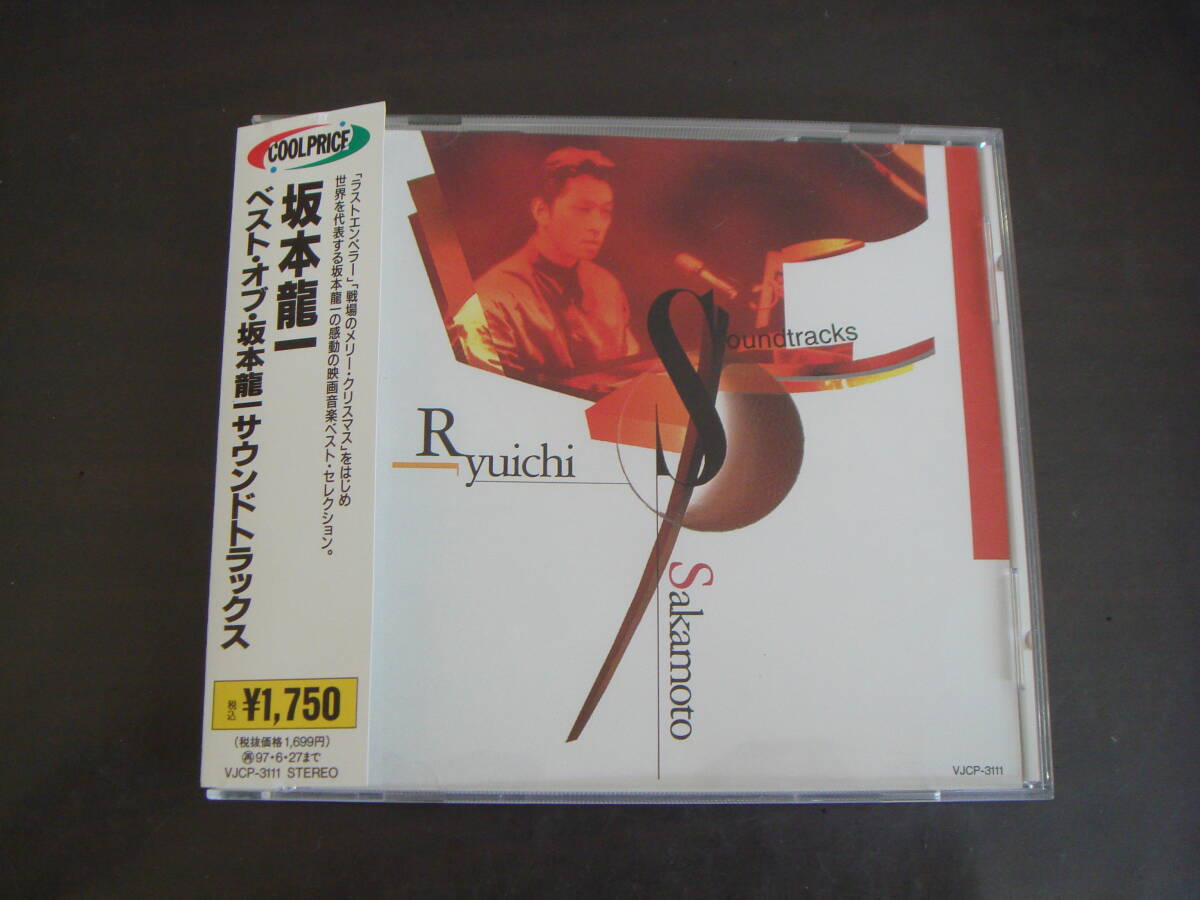 COOLPRICE
坂本龍一
ベスト・オブ・坂本龍一サウンドトラックス
「ラストエンペラー」「戦場のメリー・クリスマス」をはじめ
世界を代表する坂本龍一の感動の映画音楽ベスト・セレクション。
税込 ¥1,750
(税抜価格1,699円)
再97・6・27まで
VJCP-3111 STEREO
Soundtracks
Ryuichi
Sakamoto
VJCP-3111